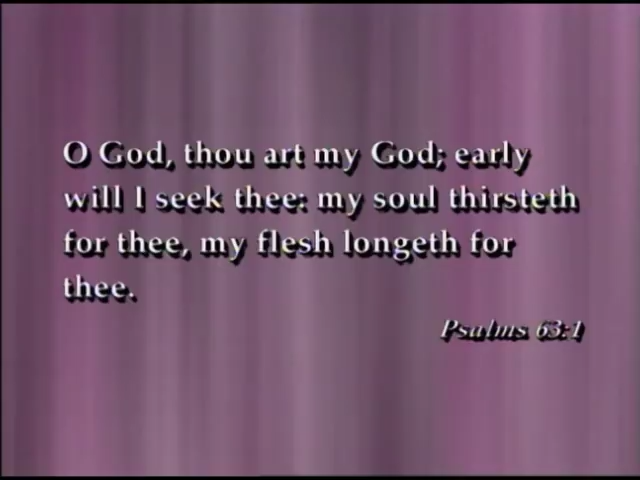 O God, thou art my God; early
will I seek thee: my soul thirsteth
for thee, my flesh longeth for
thee.
Psalms 63:1